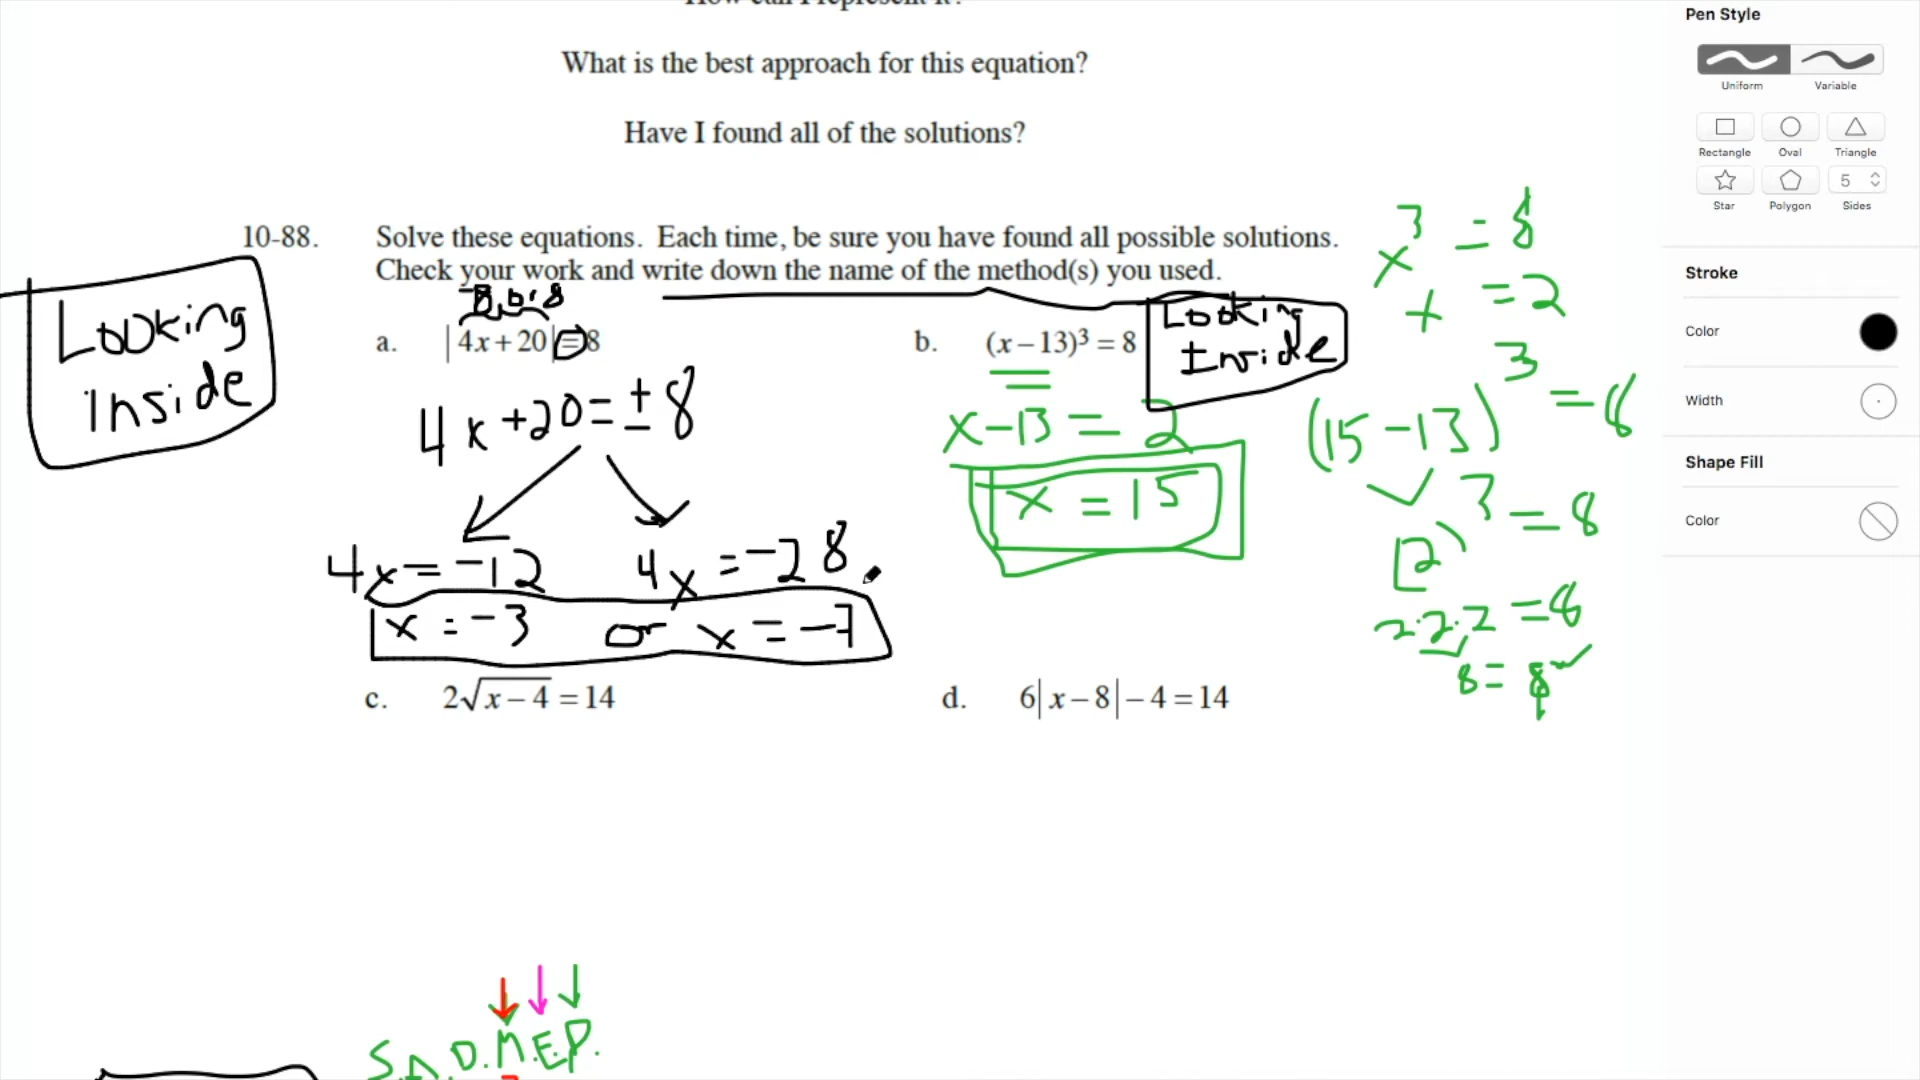 What is the best approach for this equation?
Have I found all of the solutions?
10-88. Solve these equations. Each time, be sure you have found all possible solutions.
Check your work and write down the name of the method(s) you used.
Looking
Inside
a. |4x+20|=8
4x+20=±8
4x=-12 4x=-28
x=-3 or x=-7
b. (x-13)³=8
Looking
Inside
x-13=2
x=15
x³=8
x=2
(15-13)³=8
(2)³=8
2·2·2=8
8=8
c. 2√x-4=14
d. 6|x-8|-4=14
S.A.D.M.E.P.
Pen Style
Uniform Variable
Rectangle Oval Triangle
5
Star Polygon Sides
Stroke
Color
Width
Shape Fill
Color